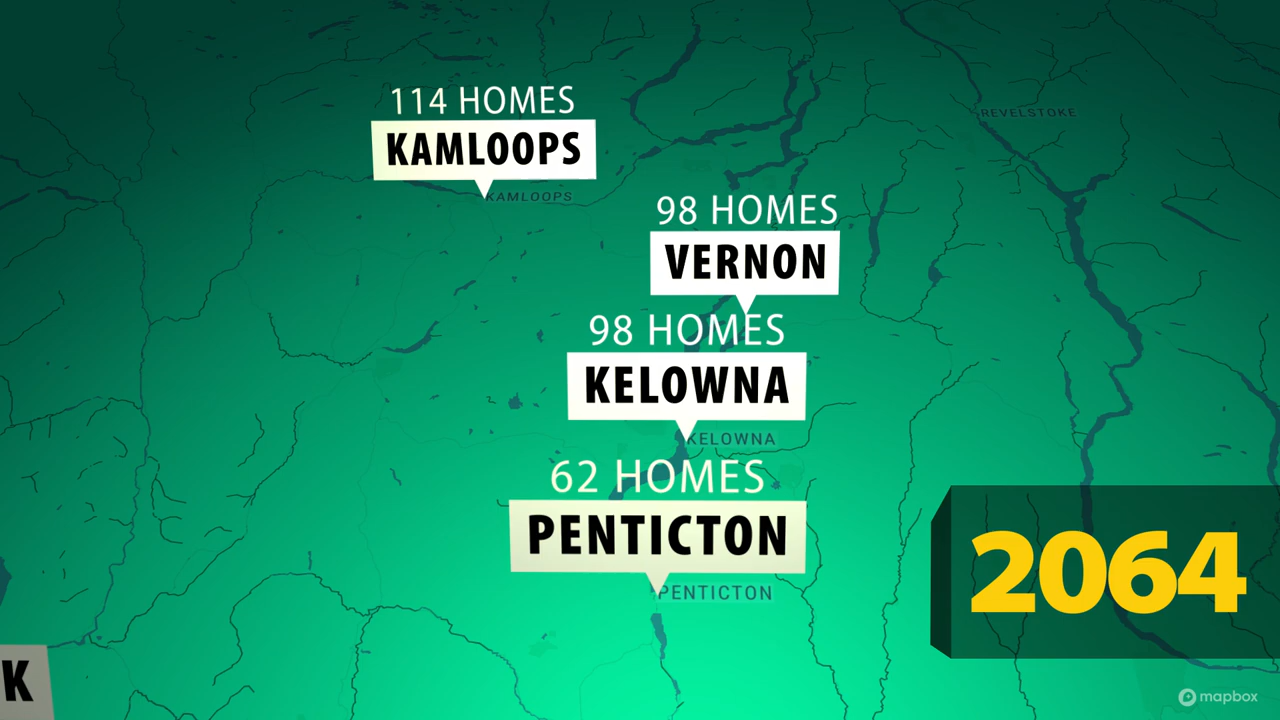 114 HOMES
KAMLOOPS
KAMLOOPS
REVELSTOKE
98 HOMES
VERNON
98 HOMES
KELOWNA
KELOWNA
62 HOMES
PENTICTON
PENTICTON
2064
K
mapbox